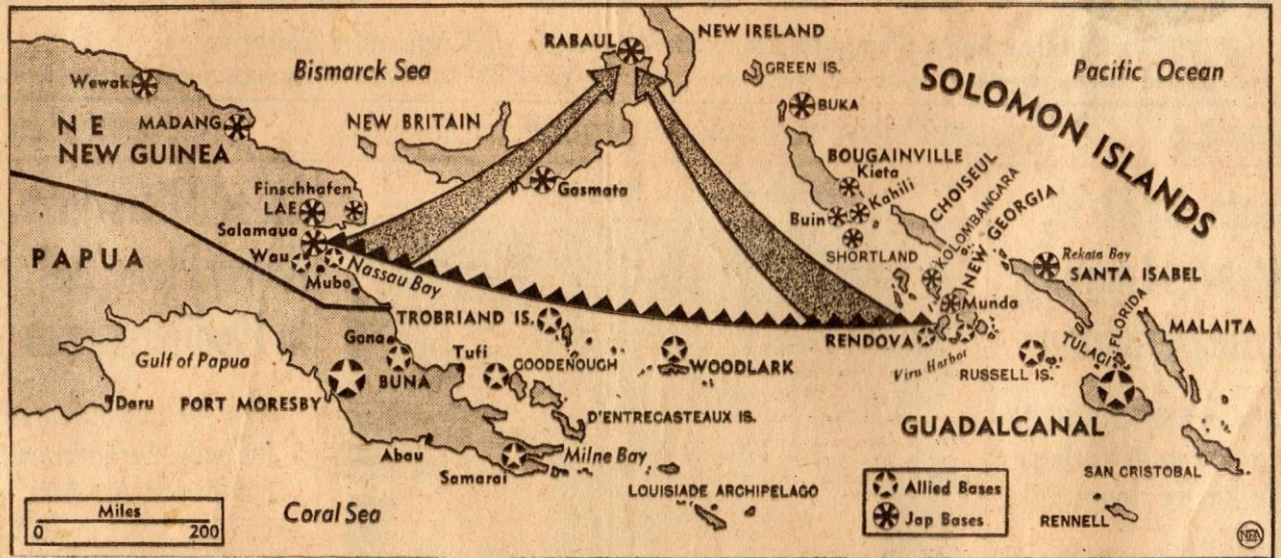 RABAUL
NEW IRELAND
Bismarck Sea
GREEN IS.
SOLOMON ISLANDS
Pacific Ocean
Wewak
BUKA
NE
NEW GUINEA
MADANG
NEW BRITAIN
BOUGAINVILLE
Kieta
Kahili
CHOISEUL
Finschhafen
LAE
Gasmata
Buin
KOLOMBANGARA
NEW GEORGIA
Salamaua
SHORTLAND
Rekata Bay
SANTA ISABEL
PAPUA
Wau
Nassau Bay
Mubo
Munda
TROBRIAND IS.
RENDOVA
FLORIDA
MALAITA
Gona
TULAGI
Gulf of Papua
Tufi
GOODENOUGH
WOODLARK
Viru Harbor
RUSSELL IS.
BUNA
Daru
PORT MORESBY
D'ENTRECASTEAUX IS.
GUADALCANAL
Abau
Milne Bay
Samarai
SAN CRISTOBAL
LOUISIADE ARCHIPELAGO
Miles
0 200
Coral Sea
Allied Bases
Jap Bases
RENNELL
NEA